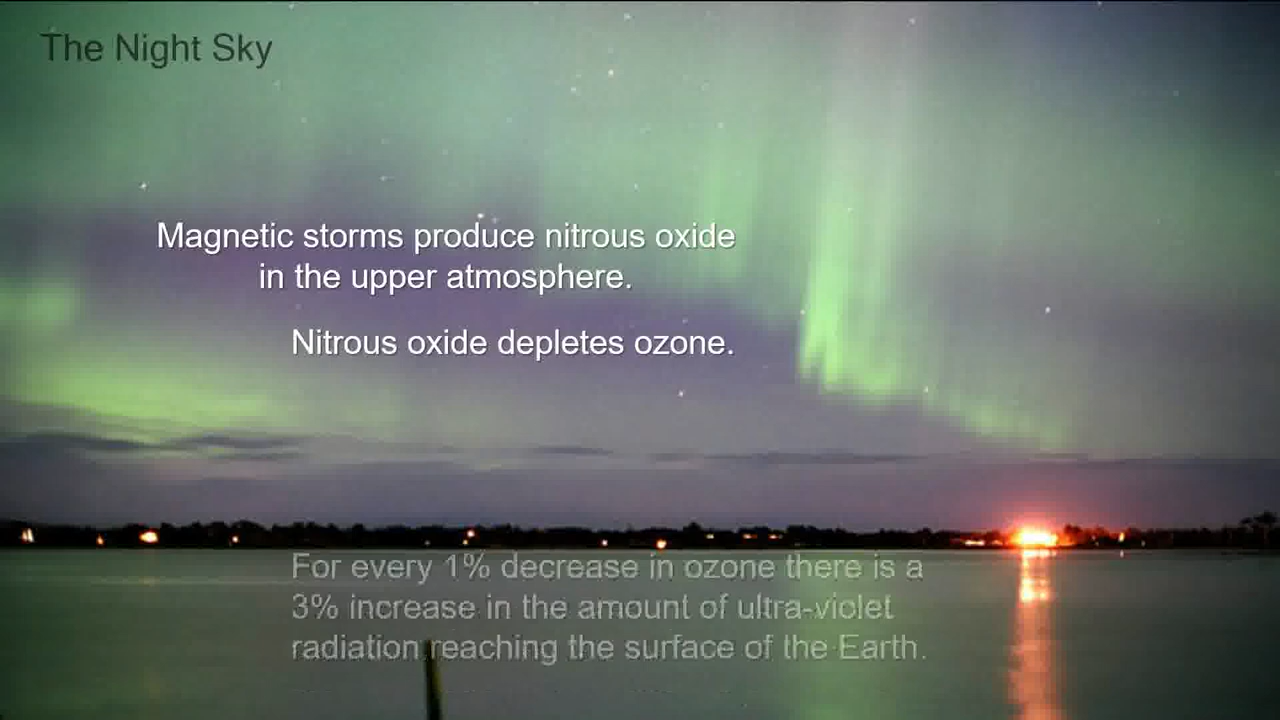 The Night Sky
Magnetic storms produce nitrous oxide
in the upper atmosphere.
Nitrous oxide depletes ozone.
For every 1% decrease in ozone there is a
3% increase in the amount of ultra-violet
radiation reaching the surface of the Earth.